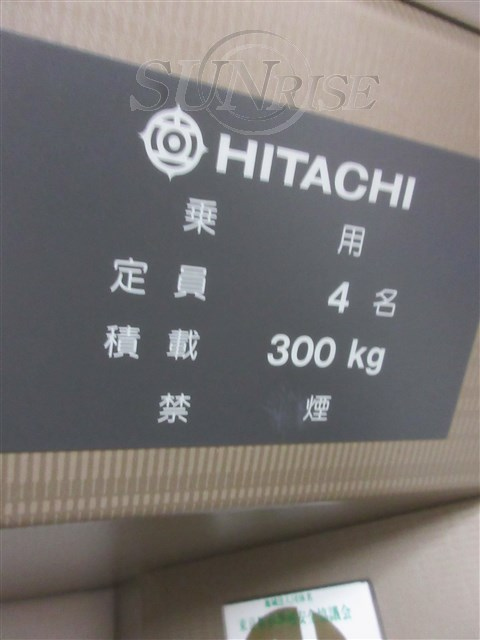 SUNRISE
HITACHI
乗 用
定 員 4 名
積 載 300 kg
禁 煙